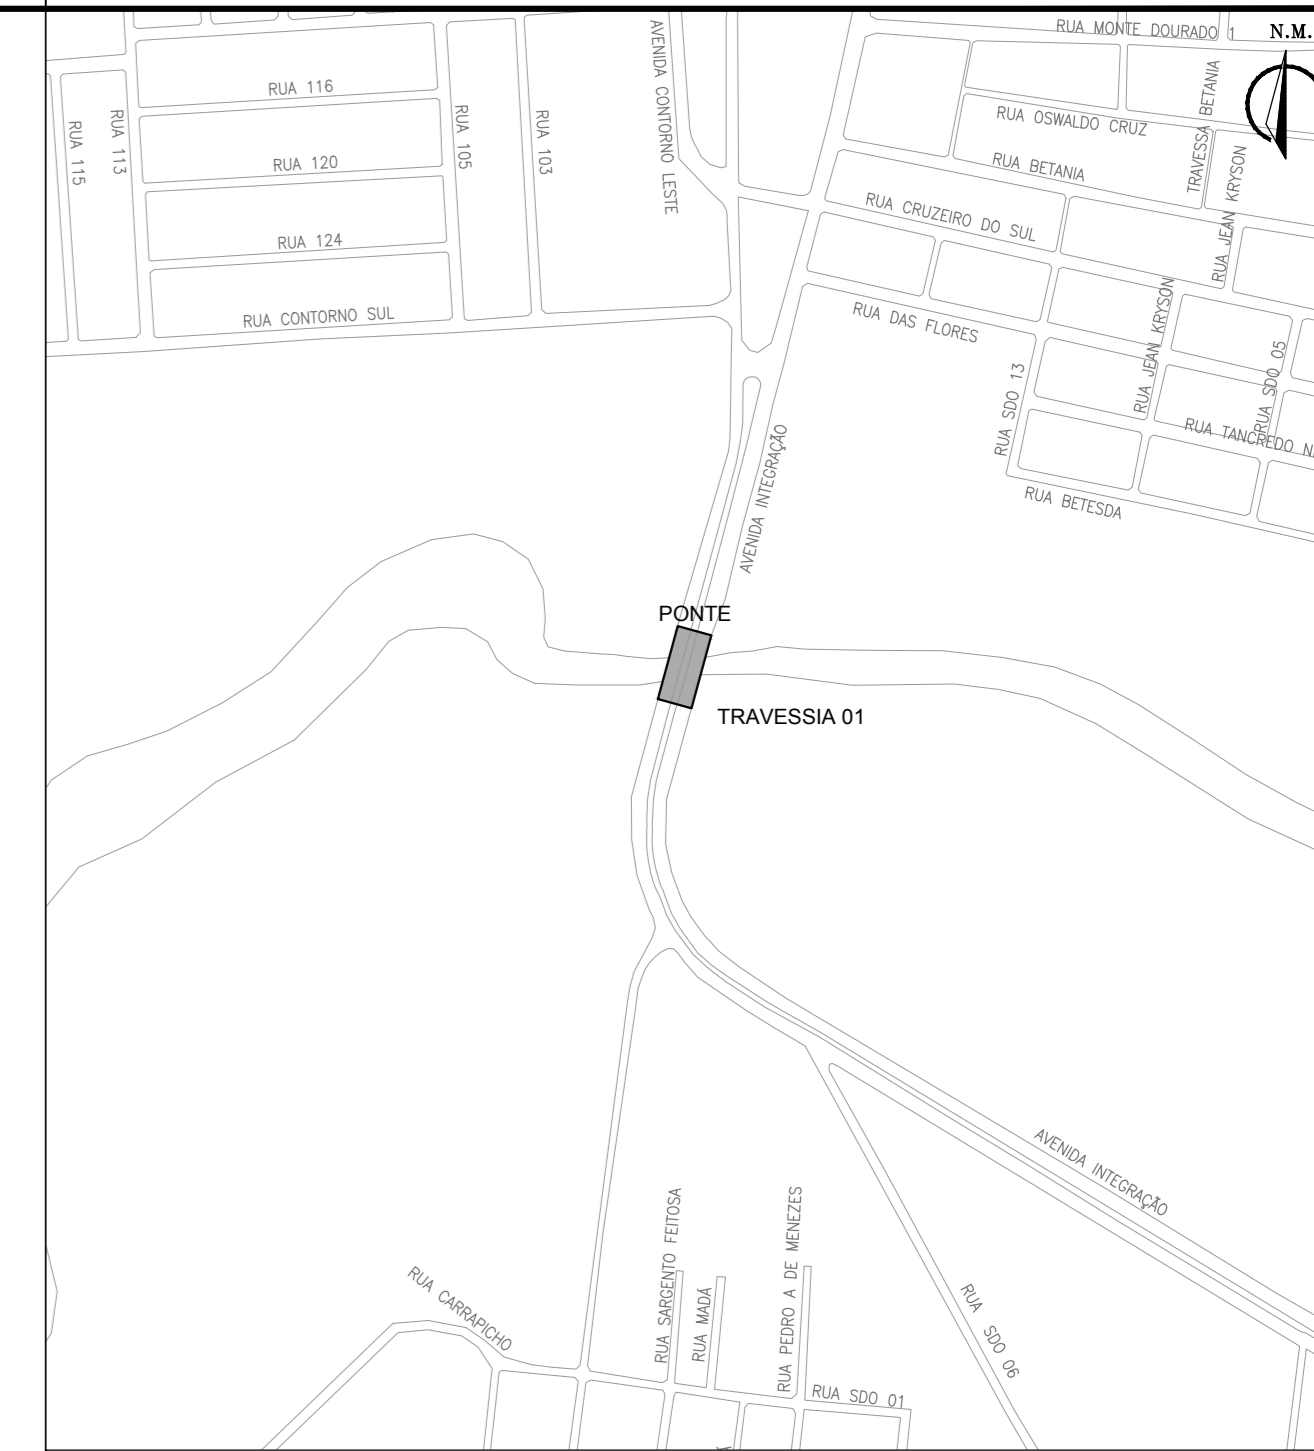 RUA MONTE DOURADO 1
N.M.
AVENIDA CONTORNO LESTE
RUA 116
RUA 115
RUA 113
RUA 105
RUA 103
RUA OSWALDO CRUZ
TRAVESSA BETANIA
RUA BETANIA
RUA JEAN KRYSON
RUA 120
RUA CRUZEIRO DO SUL
RUA 124
RUA CONTORNO SUL
RUA DAS FLORES
RUA JEAN KRYSON
RUA SDO 05
RUA SDO 13
RUA TANCREDO
RUA BETESDA
AVENIDA INTEGRAÇÃO
PONTE
TRAVESSIA 01
AVENIDA INTEGRAÇÃO
RUA SARGENTO FEITOSA
RUA MADÁ
RUA PEDRO A DE MENEZES
RUA CARRAPICHO
RUA SDO 06
RUA SDO 01